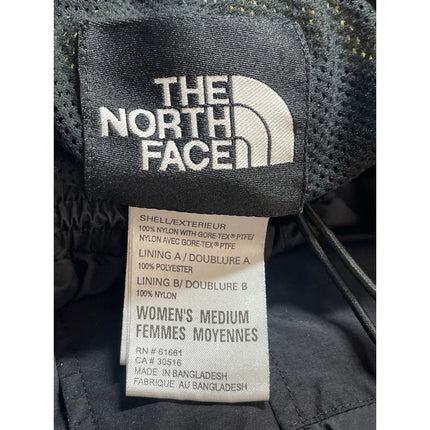 THE
NORTH
FACE
SHELL/EXTERIEUR
100% NYLON WITH GORE-TEX® PTFE/
NYLON AVEC GORE-TEX® PTFE
LINING A / DOUBLURE A
100% POLYESTER
LINING B/ DOUBLURE B
100% NYLON
WOMEN'S MEDIUM
FEMMES MOYENNES
RN # 61661
CA # 30516
MADE IN BANGLADESH
FABRIQUE AU BANGLADESH